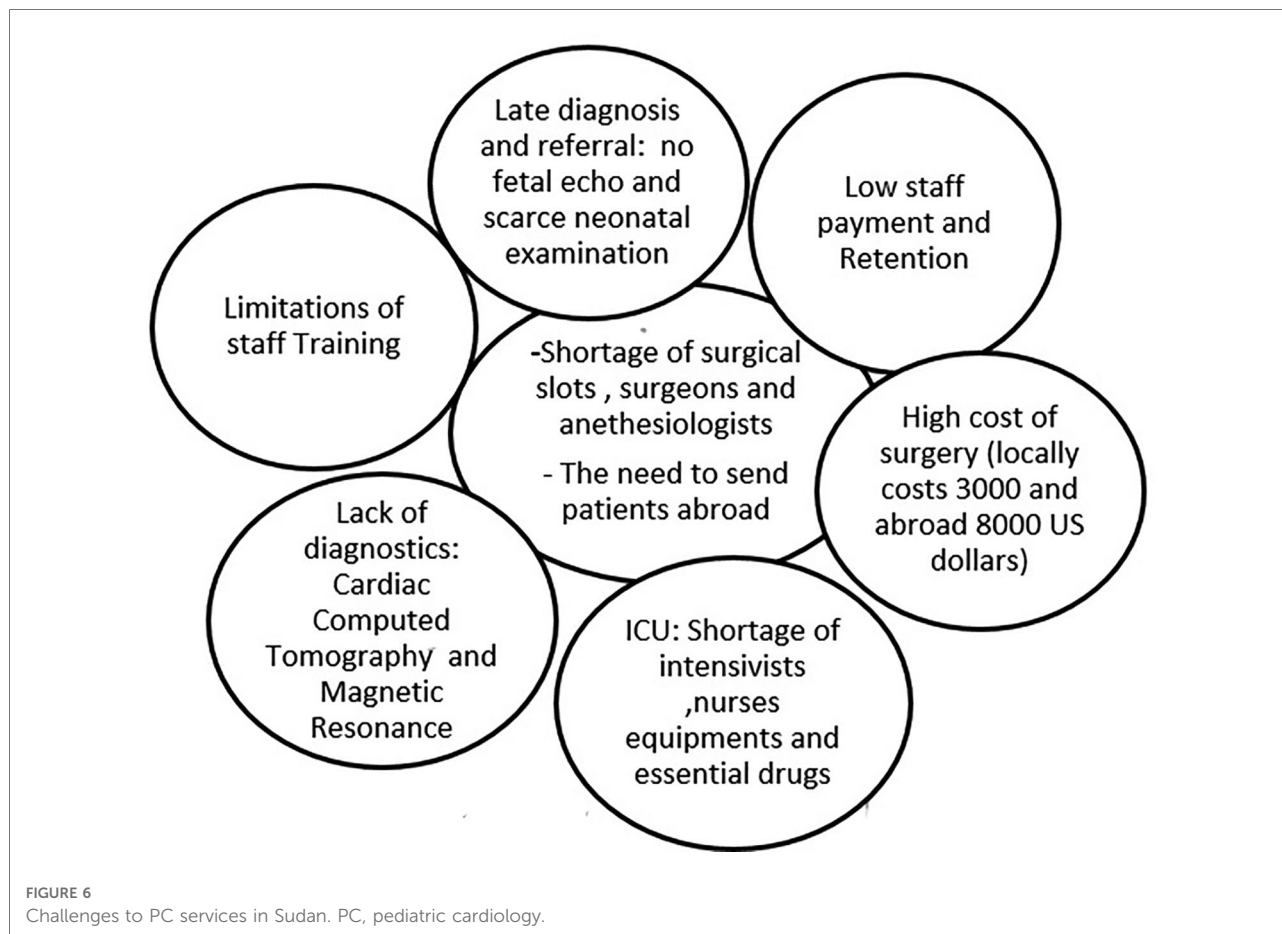 Late diagnosis
and referral:  no
fetal echo and
scarce neonatal
examination
Low staff
payment and
Retention
Limitations of
staff Training
-Shortage of surgical
slots , surgeons and
anethesiologists
- The need to send
patients abroad
High cost of
surgery (locally
costs 3000 and
abroad 8000 US
dollars)
Lack of
diagnostics:
Cardiac
Computed
Tomography  and
Magnetic
Resonance
ICU: Shortage of
intensivists
,nurses
equipments and
essential drugs
FIGURE 6
Challenges to PC services in Sudan. PC, pediatric cardiology.